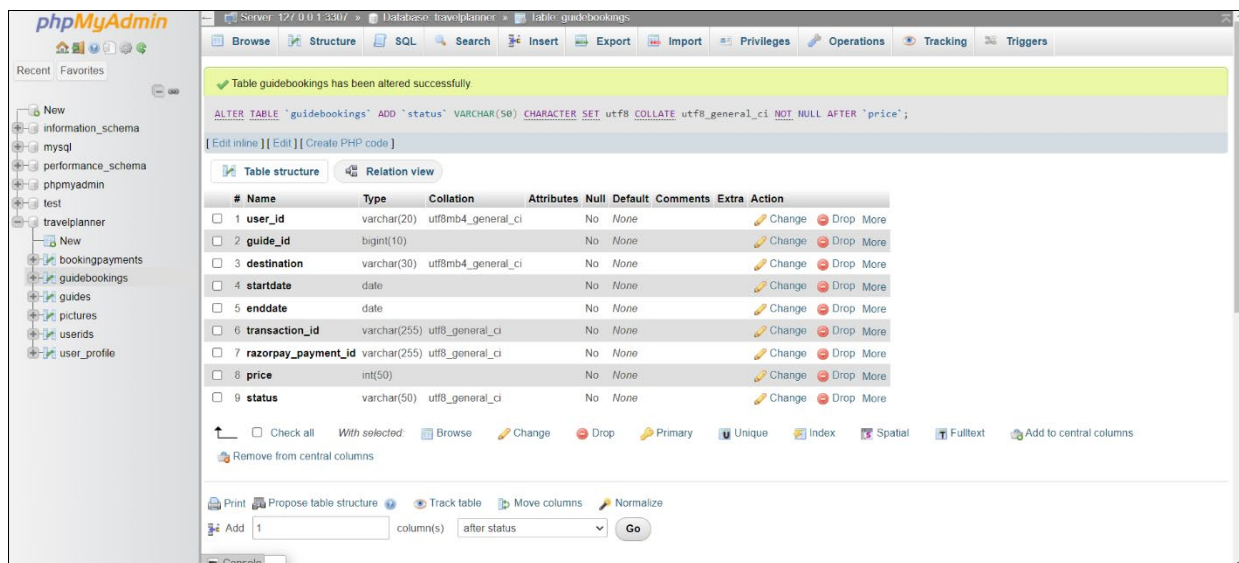 phpMyAdmin
Recent Favorites
New
information_schema
mysql
performance_schema
phpmyadmin
test
travelplanner
New
bookingpayments
guidebookings
guides
pictures
userids
user_profile
Server: 127.0.0.1:3307 » Database: travelplanner » Table: guidebookings
Browse Structure SQL Search Insert Export Import Privileges Operations Tracking Triggers
Table guidebookings has been altered successfully.
ALTER TABLE `guidebookings` ADD `status` VARCHAR(50) CHARACTER SET utf8 COLLATE utf8_general_ci NOT NULL AFTER `price`;
[ Edit inline ] [ Edit ] [ Create PHP code ]
Table structure Relation view
# Name Type Collation Attributes Null Default Comments Extra Action
1 user_id varchar(20) utf8mb4_general_ci No None Change Drop More
2 guide_id bigint(10) No None Change Drop More
3 destination varchar(30) utf8mb4_general_ci No None Change Drop More
4 startdate date No None Change Drop More
5 enddate date No None Change Drop More
6 transaction_id varchar(255) utf8_general_ci No None Change Drop More
7 razorpay_payment_id varchar(255) utf8_general_ci No None Change Drop More
8 price int(50) No None Change Drop More
9 status varchar(50) utf8_general_ci No None Change Drop More
Check all With selected: Browse Change Drop Primary Unique Index Spatial Fulltext Add to central columns
Remove from central columns
Print Propose table structure Track table Move columns Normalize
Add 1 column(s) after status Go
Console